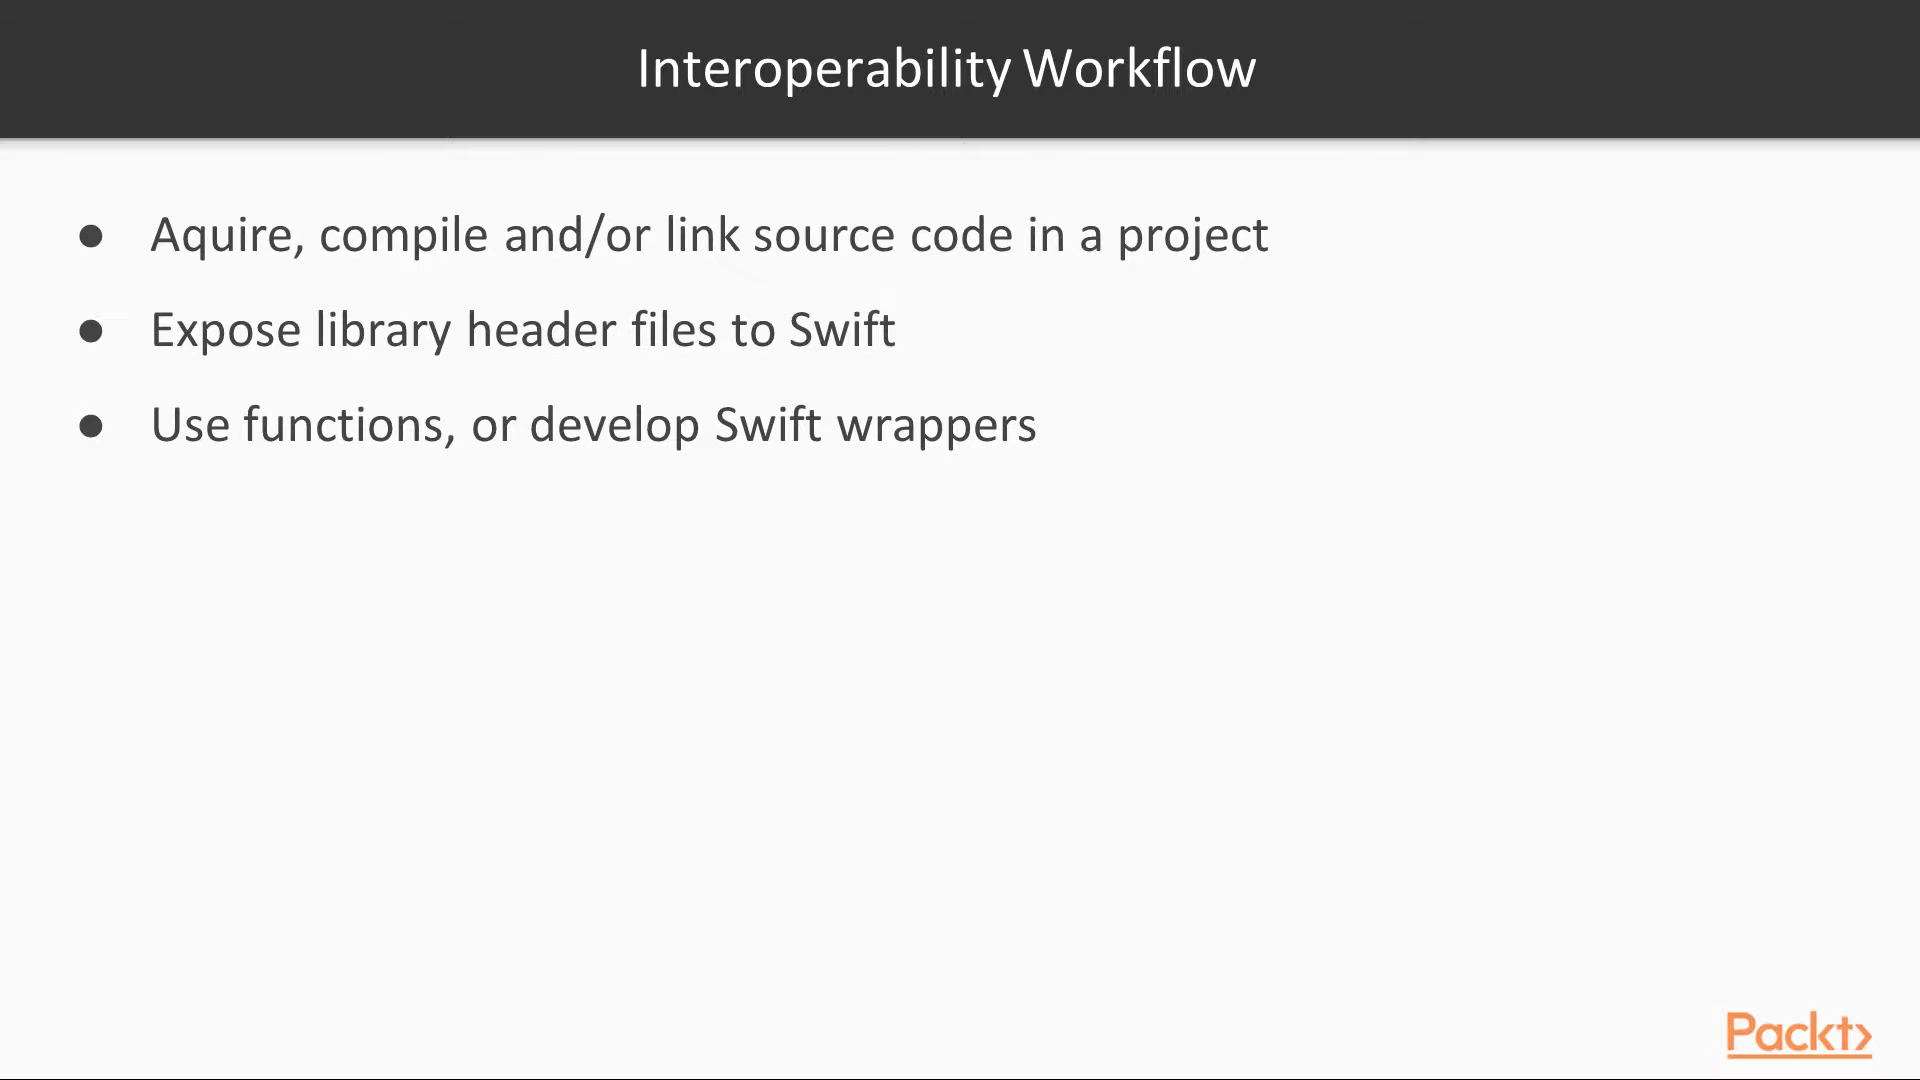 Interoperability Workflow
● Aquire, compile and/or link source code in a project
● Expose library header files to Swift
● Use functions, or develop Swift wrappers
Packt>